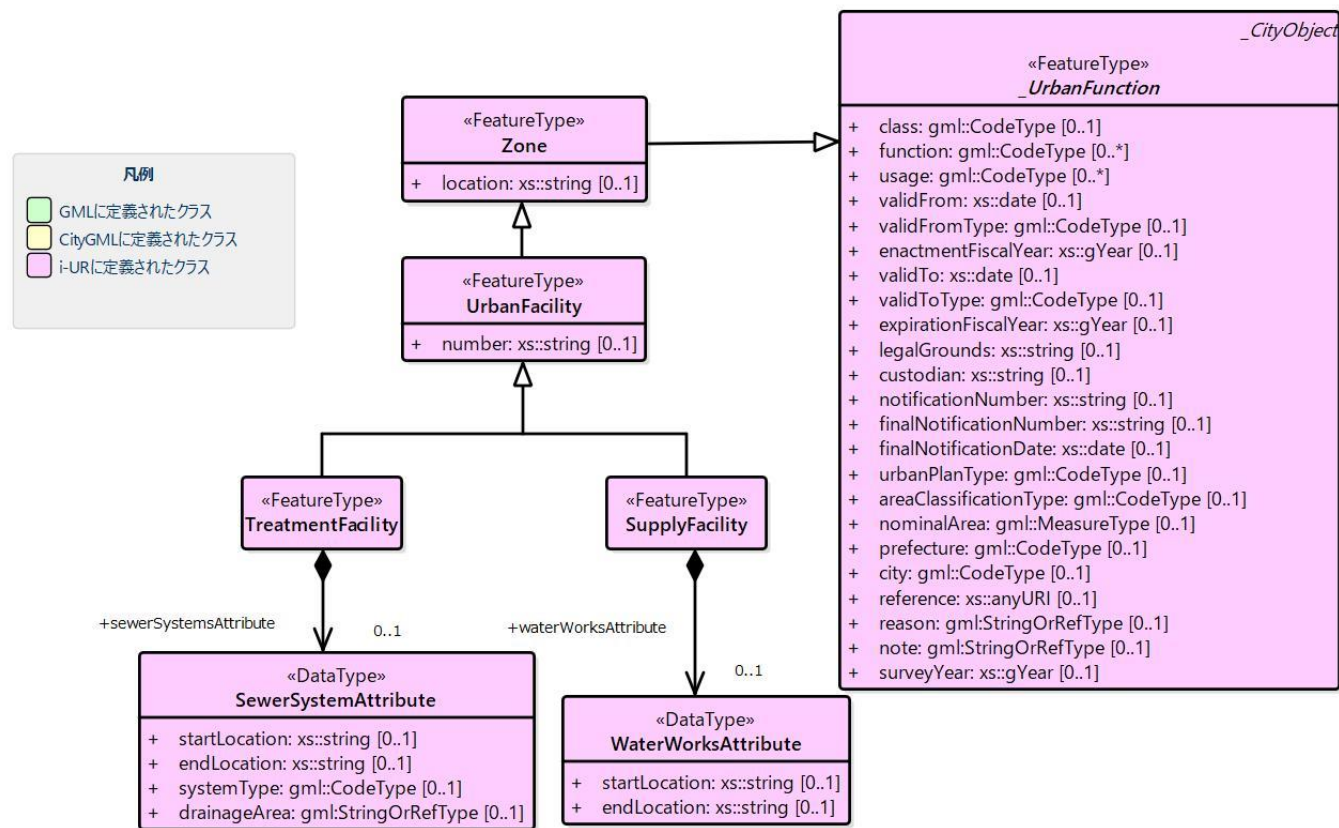 凡例
GMLに定義されたクラス
CityGMLに定義されたクラス
i-URに定義されたクラス
«FeatureType»
Zone
+ location: xs::string [0..1]
«FeatureType»
UrbanFacility
+ number: xs::string [0..1]
«FeatureType»
TreatmentFacility
«FeatureType»
SupplyFacility
+sewerSystemsAttribute
0..1
+waterWorksAttribute
0..1
«DataType»
SewerSystemAttribute
+ startLocation: xs::string [0..1]
+ endLocation: xs::string [0..1]
+ systemType: gml::CodeType [0..1]
+ drainageArea: gml:StringOrRefType [0..1]
«DataType»
WaterWorksAttribute
+ startLocation: xs::string [0..1]
+ endLocation: xs::string [0..1]
_CityObject
«FeatureType»
_UrbanFunction
+ class: gml::CodeType [0..1]
+ function: gml::CodeType [0..*]
+ usage: gml::CodeType [0..*]
+ validFrom: xs::date [0..1]
+ validFromType: gml::CodeType [0..1]
+ enactmentFiscalYear: xs::gYear [0..1]
+ validTo: xs::date [0..1]
+ validToType: gml::CodeType [0..1]
+ expirationFiscalYear: xs::gYear [0..1]
+ legalGrounds: xs::string [0..1]
+ custodian: xs::string [0..1]
+ notificationNumber: xs::string [0..1]
+ finalNotificationNumber: xs::string [0..1]
+ finalNotificationDate: xs::date [0..1]
+ urbanPlanType: gml::CodeType [0..1]
+ areaClassificationType: gml::CodeType [0..1]
+ nominalArea: gml::MeasureType [0..1]
+ prefecture: gml::CodeType [0..1]
+ city: gml::CodeType [0..1]
+ reference: xs::anyURI [0..1]
+ reason: gml:StringOrRefType [0..1]
+ note: gml:StringOrRefType [0..1]
+ surveyYear: xs::gYear [0..1]